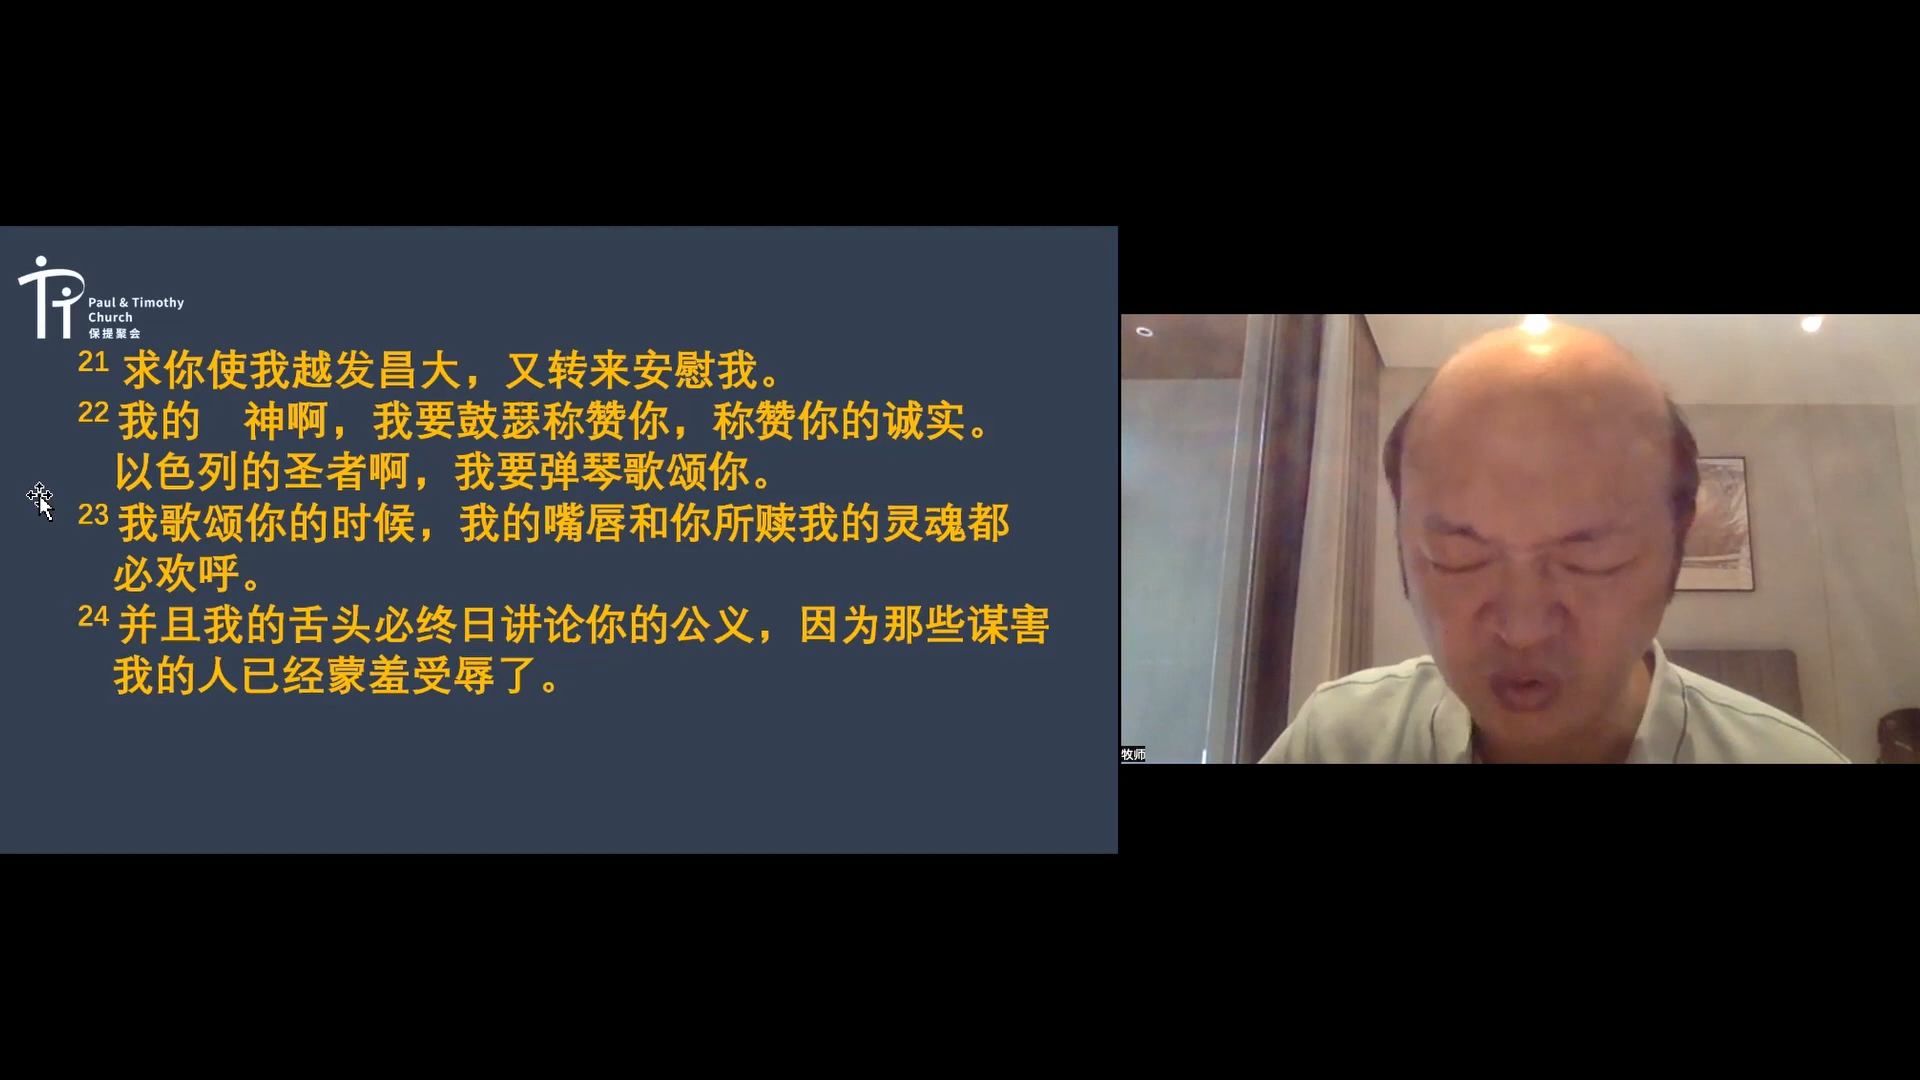 Paul & Timothy
Church
保提聚会
21 求你使我越发昌大，又转来安慰我。
22 我的　神啊，我要鼓瑟称赞你，称赞你的诚实。
以色列的圣者啊，我要弹琴歌颂你。
23 我歌颂你的时候，我的嘴唇和你所赎我的灵魂都
必欢呼。
24 并且我的舌头必终日讲论你的公义，因为那些谋害
我的人已经蒙羞受辱了。
牧师